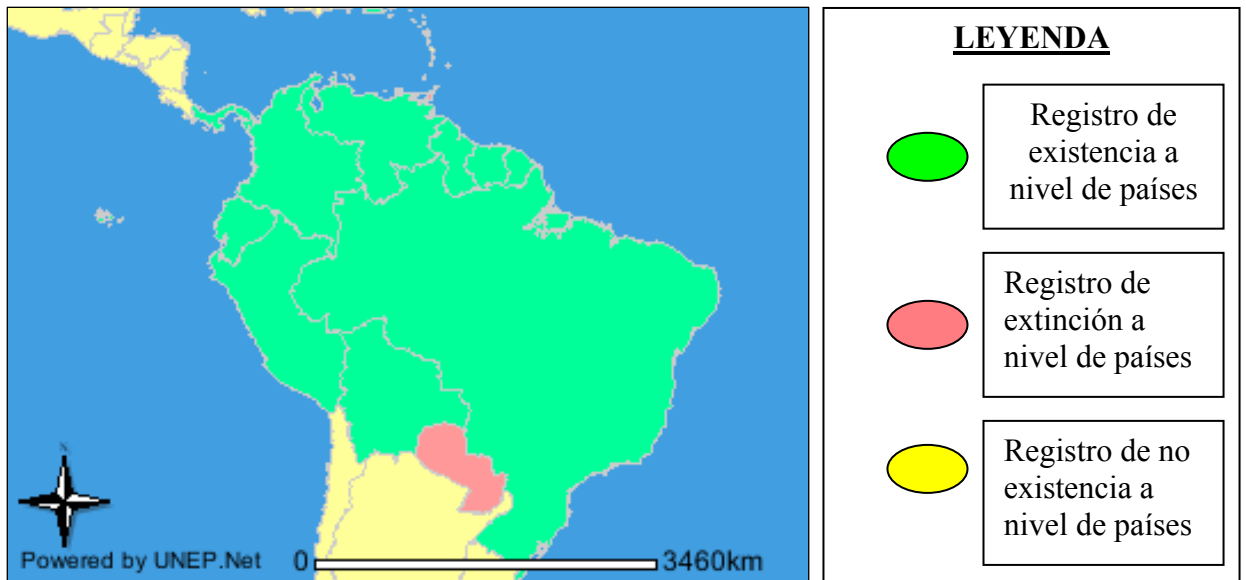 N
Powered by UNEP.Net
0
3460km
LEYENDA
Registro de
existencia a
nivel de países
Registro de
extinción a
nivel de países
Registro de no
existencia a
nivel de países